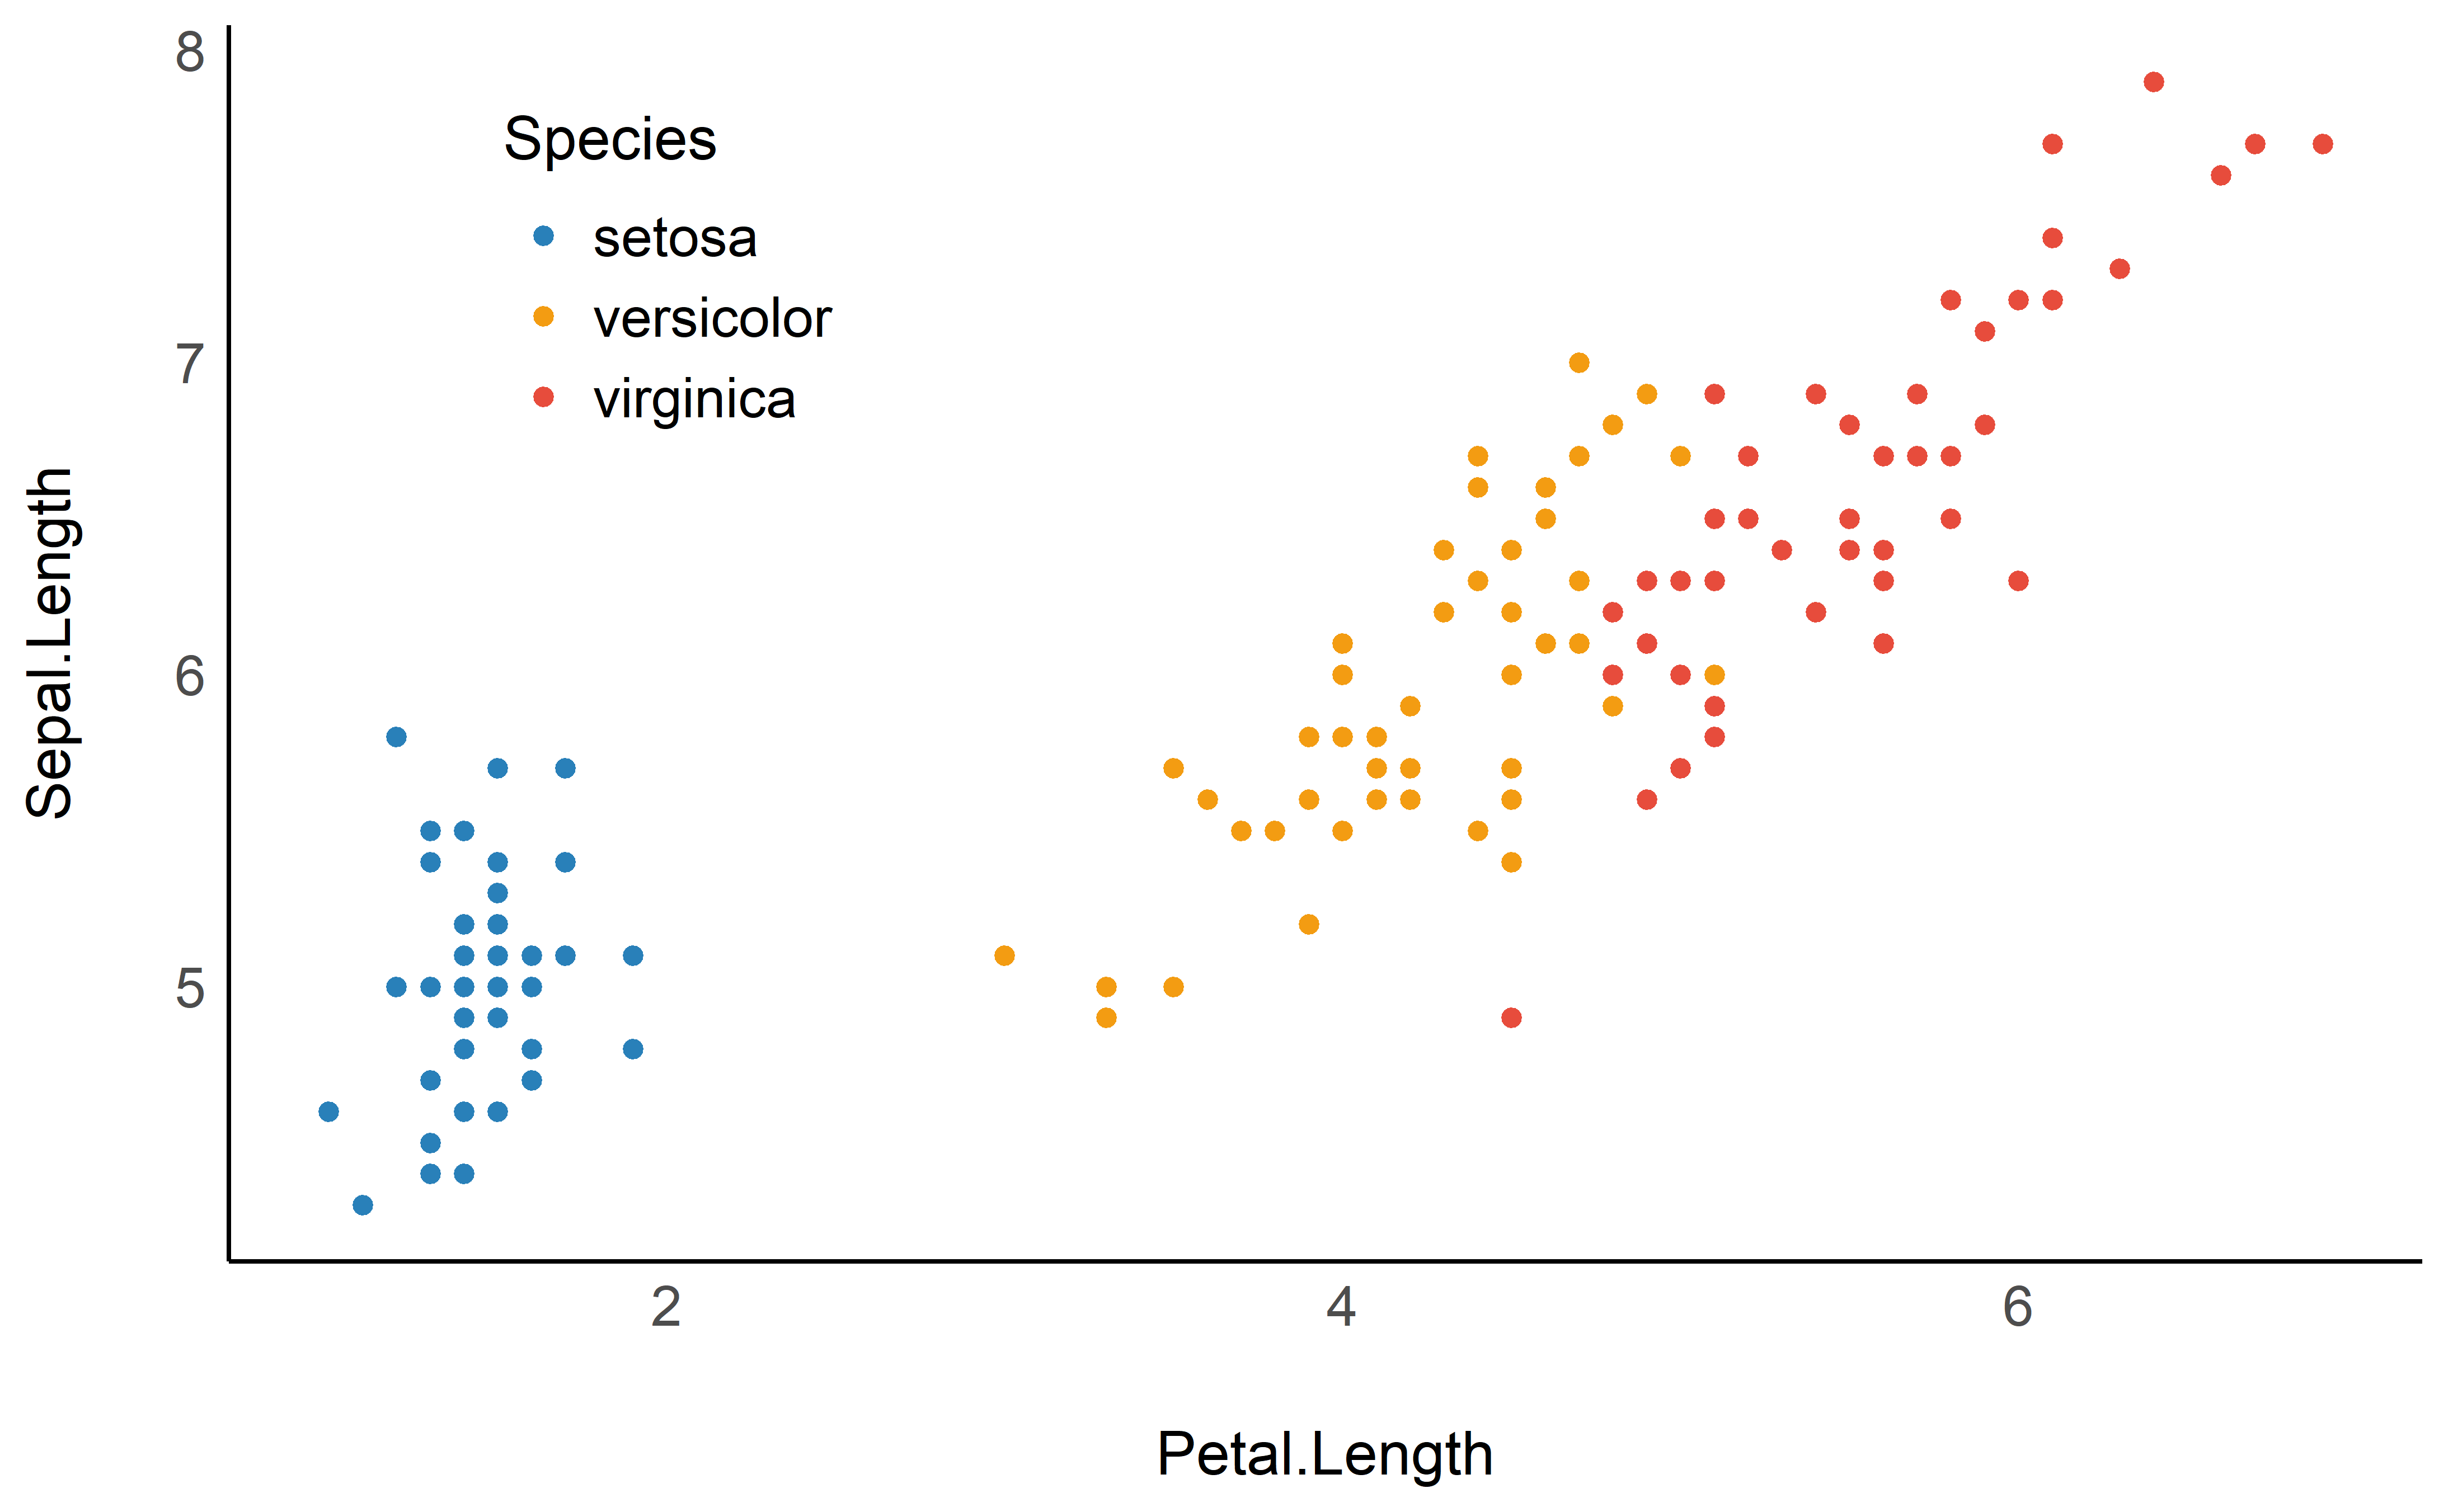 8
7
6
5
Sepal.Length
Species
setosa
versicolor
virginica
2 4 6
Petal.Length